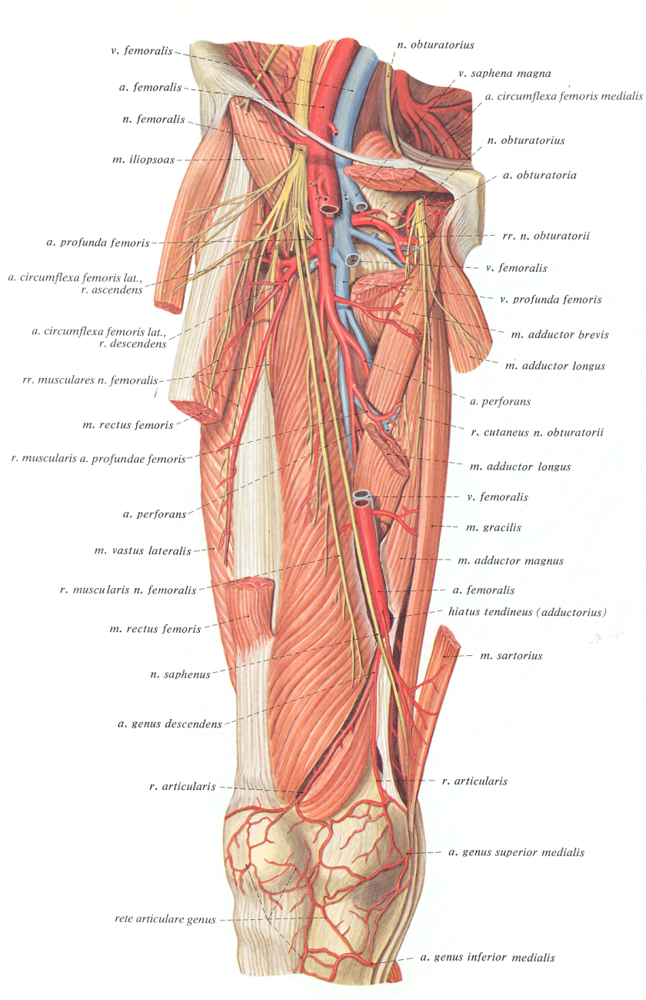 v. femoralis
a. femoralis
n. femoralis
m. iliopsoas
a. profunda femoris
a. circumflexa femoris lat.,
r. ascendens
a. circumflexa femoris lat.,
r. descendens
rr. musculares n. femoralis
m. rectus femoris
r. muscularis a. profundae femoris
a. perforans
m. vastus lateralis
r. muscularis n. femoralis
m. rectus femoris
n. saphenus
a. genus descendens
r. articularis
rete articulare genus
n. obturatorius
v. saphena magna
a. circumflexa femoris medialis
n. obturatorius
a. obturatoria
rr. n. obturatorii
v. femoralis
v. profunda femoris
m. adductor brevis
m. adductor longus
a. perforans
r. cutaneus n. obturatorii
m. adductor longus
v. femoralis
m. gracilis
m. adductor magnus
a. femoralis
hiatus tendineus (adductorius)
m. sartorius
r. articularis
a. genus superior medialis
a. genus inferior medialis